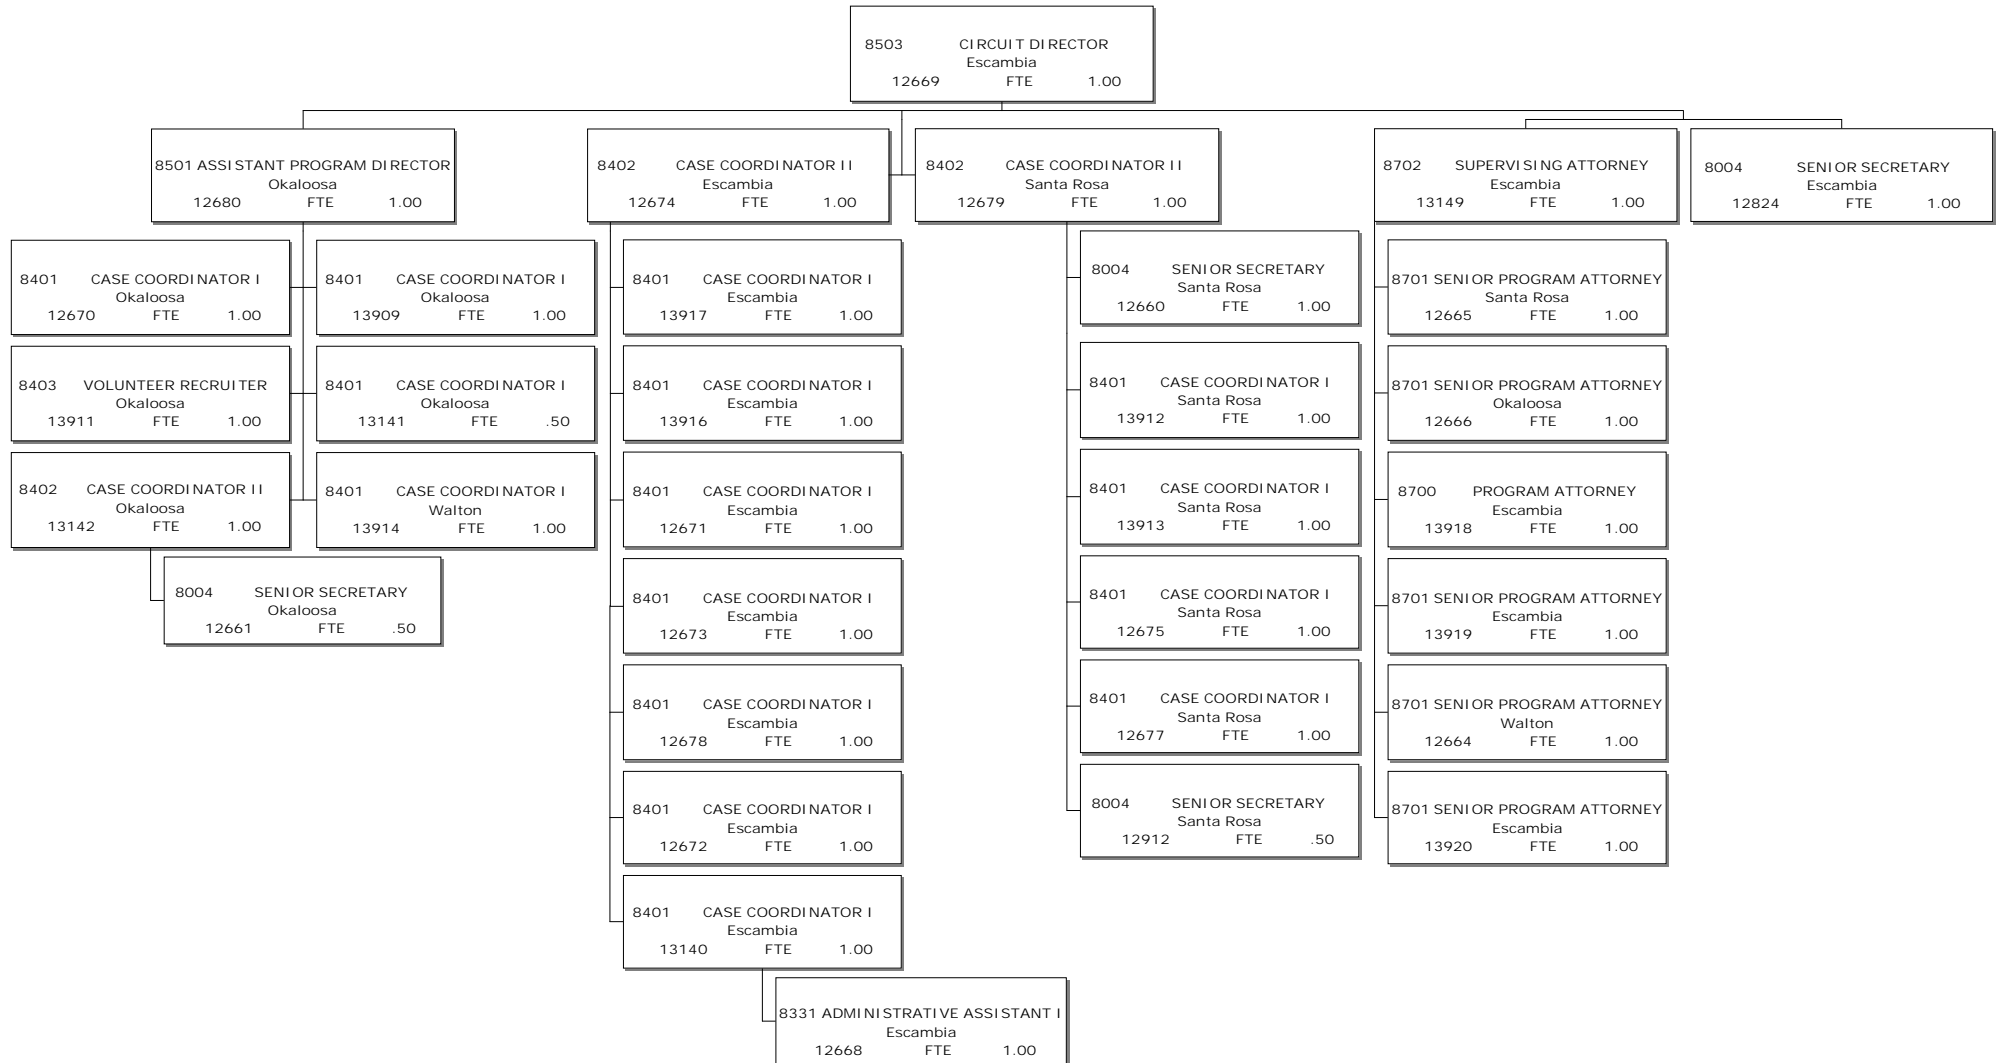 8503 CIRCUIT DIRECTOR
Escambia
12669 FTE 1.00
8501 ASSISTANT PROGRAM DIRECTOR
Okaloosa
12680 FTE 1.00
8402 CASE COORDINATOR II
Escambia
12674 FTE 1.00
8402 CASE COORDINATOR II
Santa Rosa
12679 FTE 1.00
8702 SUPERVISING ATTORNEY
Escambia
13149 FTE 1.00
8004 SENIOR SECRETARY
Escambia
12824 FTE 1.00
8401 CASE COORDINATOR I
Okaloosa
12670 FTE 1.00
8401 CASE COORDINATOR I
Okaloosa
13909 FTE 1.00
8403 VOLUNTEER RECRUITER
Okaloosa
13911 FTE 1.00
8401 CASE COORDINATOR I
Okaloosa
13141 FTE .50
8402 CASE COORDINATOR II
Okaloosa
13142 FTE 1.00
8401 CASE COORDINATOR I
Walton
13914 FTE 1.00
8004 SENIOR SECRETARY
Okaloosa
12661 FTE .50
8401 CASE COORDINATOR I
Escambia
13917 FTE 1.00
8401 CASE COORDINATOR I
Escambia
13916 FTE 1.00
8401 CASE COORDINATOR I
Escambia
12671 FTE 1.00
8401 CASE COORDINATOR I
Escambia
12673 FTE 1.00
8401 CASE COORDINATOR I
Escambia
12678 FTE 1.00
8401 CASE COORDINATOR I
Escambia
12672 FTE 1.00
8401 CASE COORDINATOR I
Escambia
13140 FTE 1.00
8331 ADMINISTRATIVE ASSISTANT I
Escambia
12668 FTE 1.00
8004 SENIOR SECRETARY
Santa Rosa
12660 FTE 1.00
8401 CASE COORDINATOR I
Santa Rosa
13912 FTE 1.00
8401 CASE COORDINATOR I
Santa Rosa
13913 FTE 1.00
8401 CASE COORDINATOR I
Santa Rosa
12675 FTE 1.00
8401 CASE COORDINATOR I
Santa Rosa
12677 FTE 1.00
8004 SENIOR SECRETARY
Santa Rosa
12912 FTE .50
8701 SENIOR PROGRAM ATTORNEY
Santa Rosa
12665 FTE 1.00
8701 SENIOR PROGRAM ATTORNEY
Okaloosa
12666 FTE 1.00
8700 PROGRAM ATTORNEY
Escambia
13918 FTE 1.00
8701 SENIOR PROGRAM ATTORNEY
Escambia
13919 FTE 1.00
8701 SENIOR PROGRAM ATTORNEY
Walton
12664 FTE 1.00
8701 SENIOR PROGRAM ATTORNEY
Escambia
13920 FTE 1.00